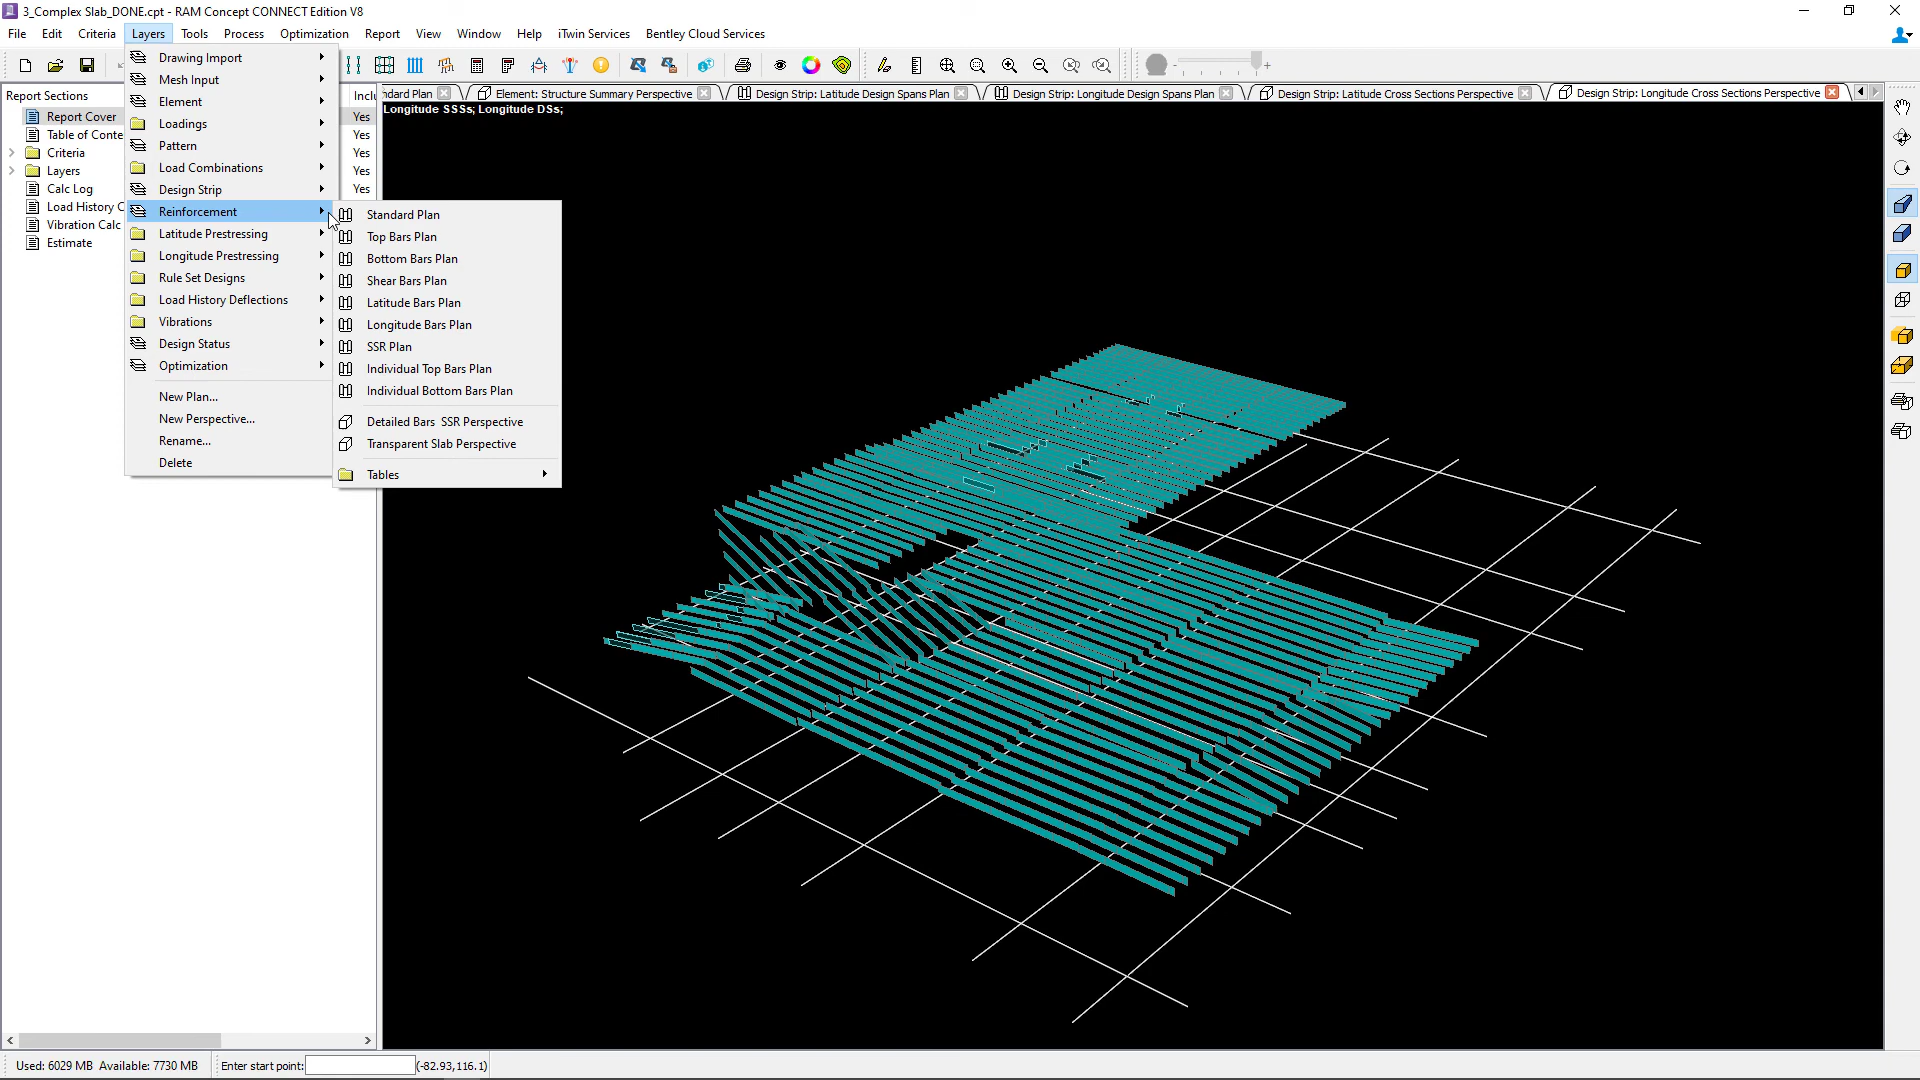 3_Complex Slab_DONE.cpt - RAM Concept CONNECT Edition V8
File Edit Criteria Layers Tools Process Optimization Report View Window Help iTwin Services Bentley Cloud Services
Report Sections
Inclu
Report Cover Yes
Table of Conte Yes
Criteria Yes
Layers Yes
Calc Log Yes
Load History C
Vibration Calc
Estimate
Drawing Import
Mesh Input
Element
Loadings
Pattern
Load Combinations
Design Strip
Reinforcement
Latitude Prestressing
Longitude Prestressing
Rule Set Designs
Load History Deflections
Vibrations
Design Status
Optimization
New Plan...
New Perspective...
Rename...
Delete
Standard Plan
Top Bars Plan
Bottom Bars Plan
Shear Bars Plan
Latitude Bars Plan
Longitude Bars Plan
SSR Plan
Individual Top Bars Plan
Individual Bottom Bars Plan
Detailed Bars SSR Perspective
Transparent Slab Perspective
Tables
ndard Plan Element: Structure Summary Perspective Design Strip: Latitude Design Spans Plan Design Strip: Longitude Design Spans Plan Design Strip: Latitude Cross Sections Perspective Design Strip: Longitude Cross Sections Perspective
Longitude SSSs; Longitude DSs;
Used: 6029 MB Available: 7730 MB Enter start point: (-82.93,116.1)